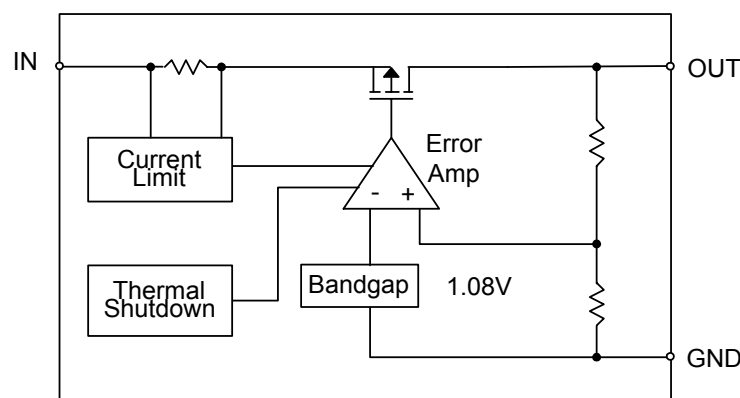 IN
OUT
Current
Limit
Error
Amp
- +
Thermal
Shutdown
Bandgap
1.08V
GND